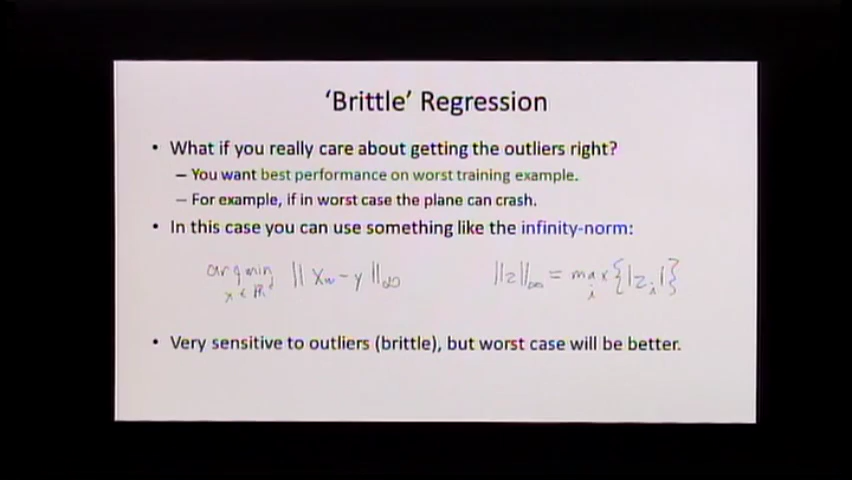 ‘Brittle’ Regression
• What if you really care about getting the outliers right?
– You want best performance on worst training example.
– For example, if in worst case the plane can crash.
• In this case you can use something like the infinity-norm:
argmin || Xw - y ||∞ ||z||∞ = max{|z_i|}
x ∈ ℝ^d i
• Very sensitive to outliers (brittle), but worst case will be better.